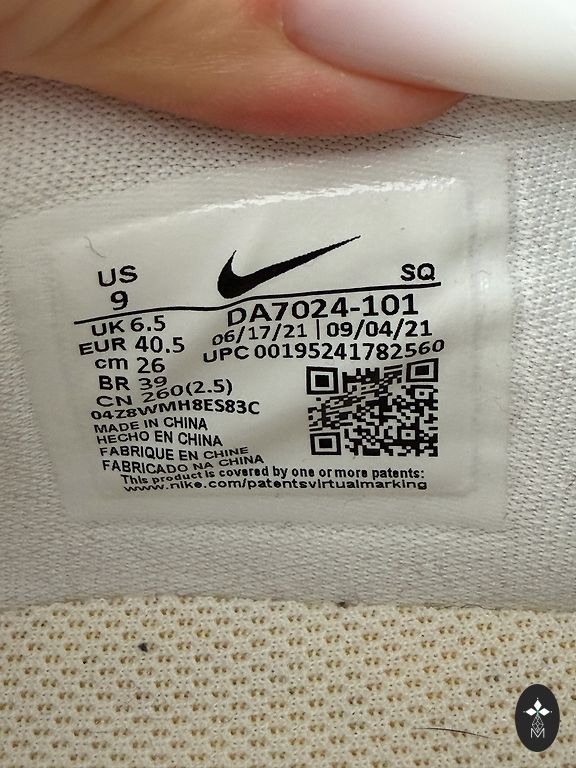 US
9
SQ
DA7024-101
UK 6.5
06/17/21 | 09/04/21
EUR 40.5
UPC 00195241782560
cm 26
BR 39
CN 260(2.5)
04Z8WMH8ES83C
MADE IN CHINA
HECHO EN CHINA
FABRIQUE EN CHINE
FABRICADO NA CHINA
This product is covered by one or more patents:
www.nike.com/patentsvirtualmarking
M